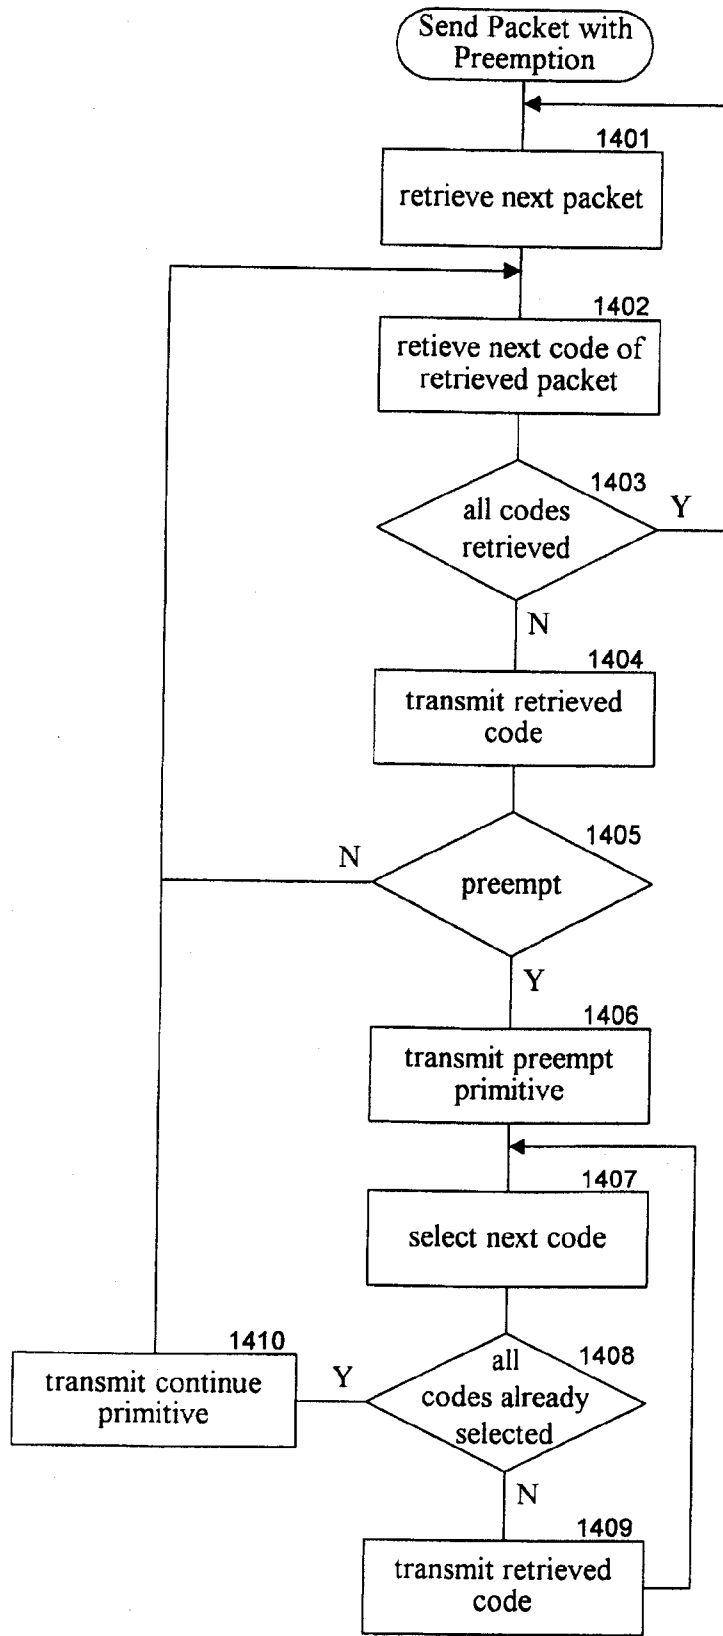 Send Packet with
Preemption
1401
retrieve next packet
1402
retieve next code of
retrieved packet
1403
all codes
retrieved
Y
N
1404
transmit retrieved
code
1405
preempt
N
Y
1406
transmit preempt
primitive
1407
select next code
1408
all
codes already
selected
Y
1410
transmit continue
primitive
N
1409
transmit retrieved
code